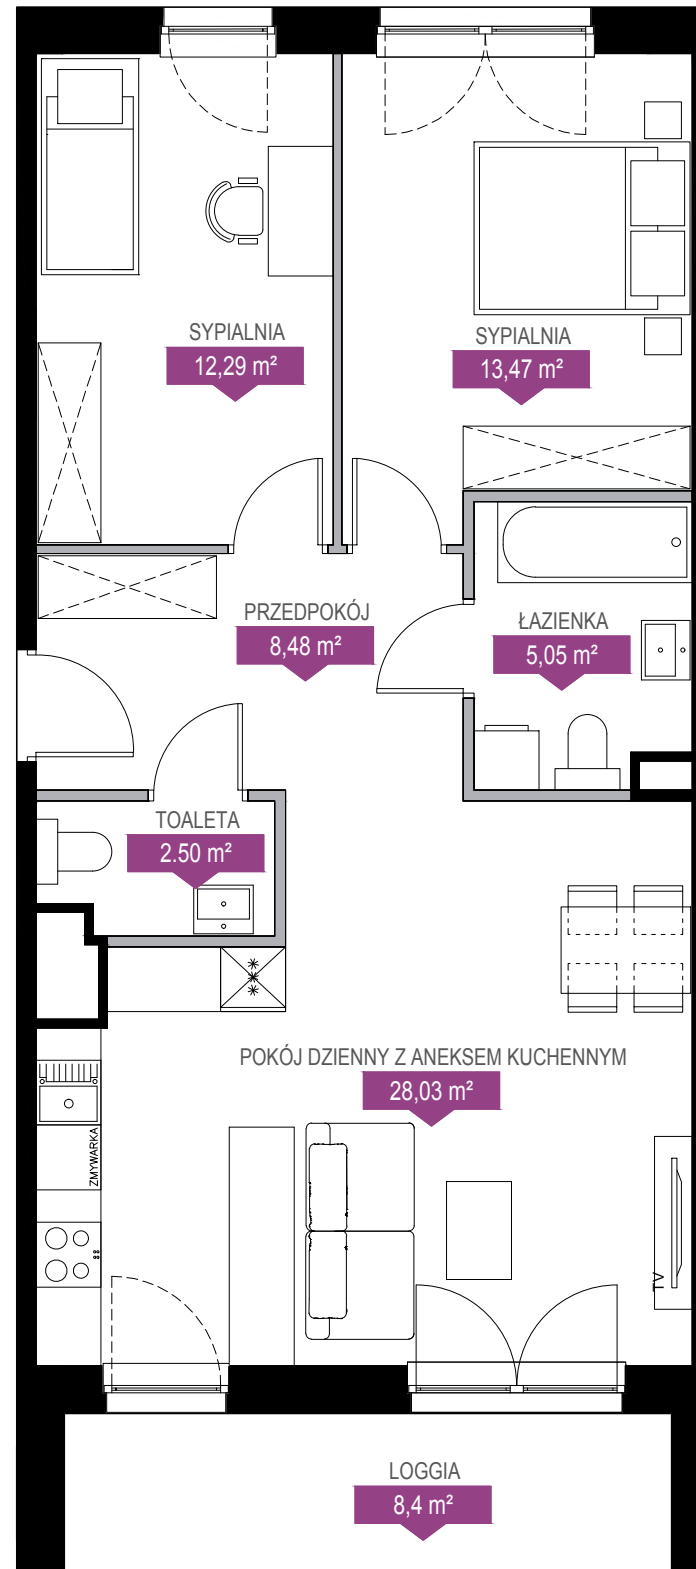 SYPIALNIA
12,29 m²
SYPIALNIA
13,47 m²
PRZEDPOKÓJ
8,48 m²
ŁAZIENKA
5,05 m²
TOALETA
2.50 m²
POKÓJ DZIENNY Z ANEKSEM KUCHENNYM
28,03 m²
ZMYWARKA
TV
LOGGIA
8,4 m²